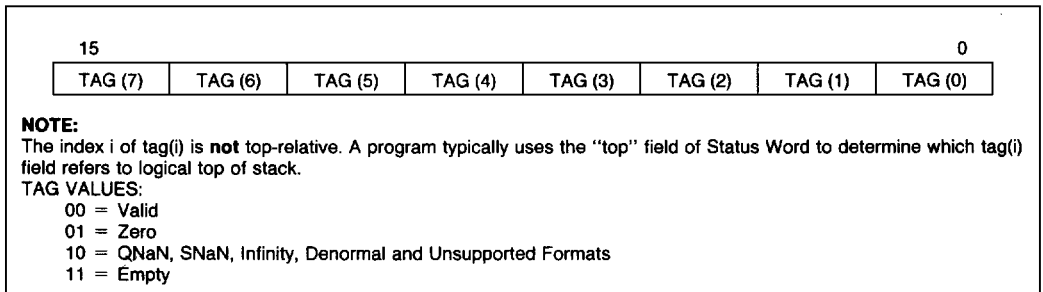 15 0
TAG (7) TAG (6) TAG (5) TAG (4) TAG (3) TAG (2) TAG (1) TAG (0)
NOTE:
The index i of tag(i) is not top-relative. A program typically uses the "top" field of Status Word to determine which tag(i)
field refers to logical top of stack.
TAG VALUES:
00 = Valid
01 = Zero
10 = QNaN, SNaN, Infinity, Denormal and Unsupported Formats
11 = Empty